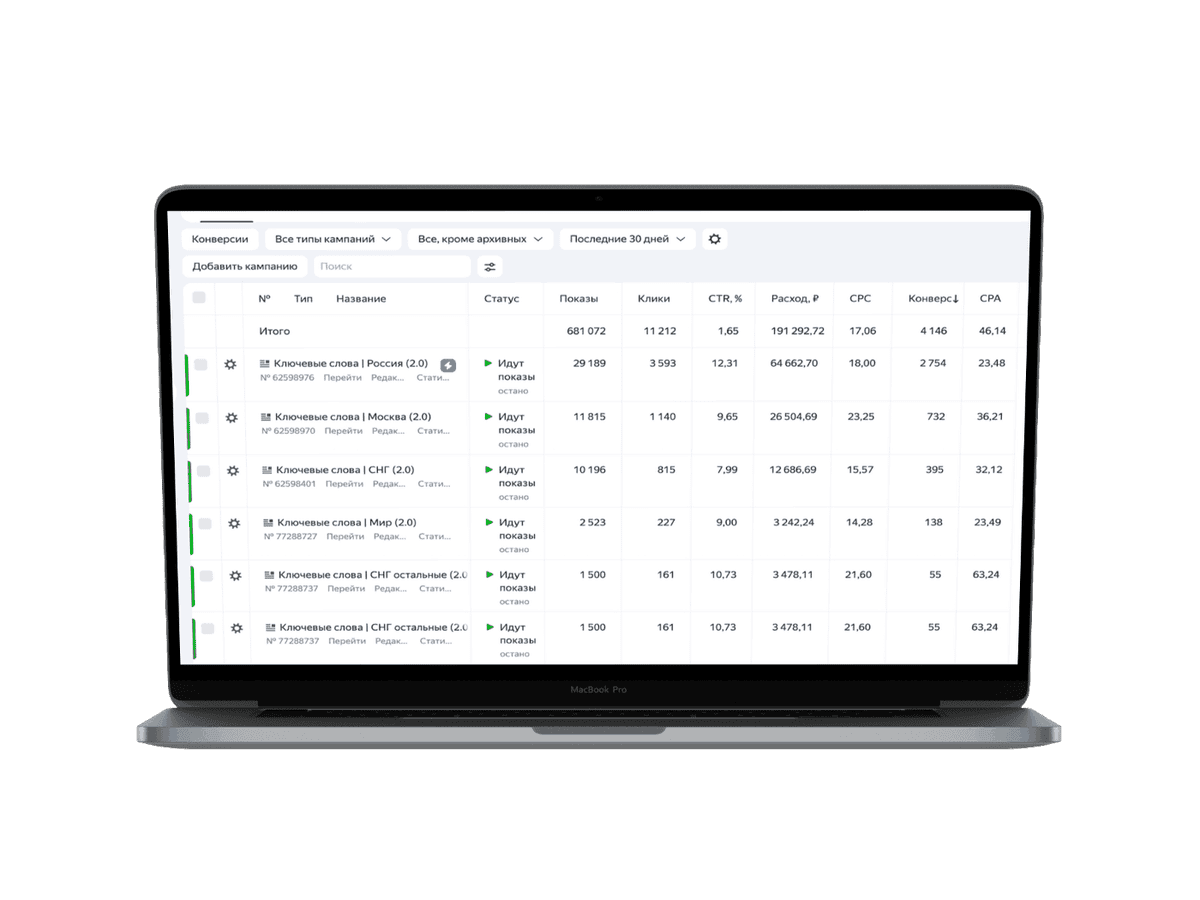 Конверсии Все типы кампаний Все, кроме архивных Последние 30 дней
Добавить кампанию Поиск
№ Тип Название Статус Показы Клики CTR, % Расход, ₽ CPC Конверс↓ CPA
Итого 681 072 11 212 1,65 191 292,72 17,06 4 146 46,14
Ключевые слова | Россия (2.0) Идут 29 189 3 593 12,31 64 662,70 18,00 2 754 23,48
№ 62598976 Перейти Редак... Стати... показы
остано
Ключевые слова | Москва (2.0) Идут 11 815 1 140 9,65 26 504,69 23,25 732 36,21
№ 62598970 Перейти Редак... Стати... показы
остано
Ключевые слова | СНГ (2.0) Идут 10 196 815 7,99 12 686,69 15,57 395 32,12
№ 62598401 Перейти Редак... Стати... показы
остано
Ключевые слова | Мир (2.0) Идут 2 523 227 9,00 3 242,24 14,28 138 23,49
№ 77288727 Перейти Редак... Стати... показы
остано
Ключевые слова | СНГ остальные (2.0 Идут 1 500 161 10,73 3 478,11 21,60 55 63,24
№ 77288737 Перейти Редак... Стати... показы
остано
Ключевые слова | СНГ остальные (2.0 Идут 1 500 161 10,73 3 478,11 21,60 55 63,24
№ 77288737 Перейти Редак... Стати... показы
остано
MacBook Pro